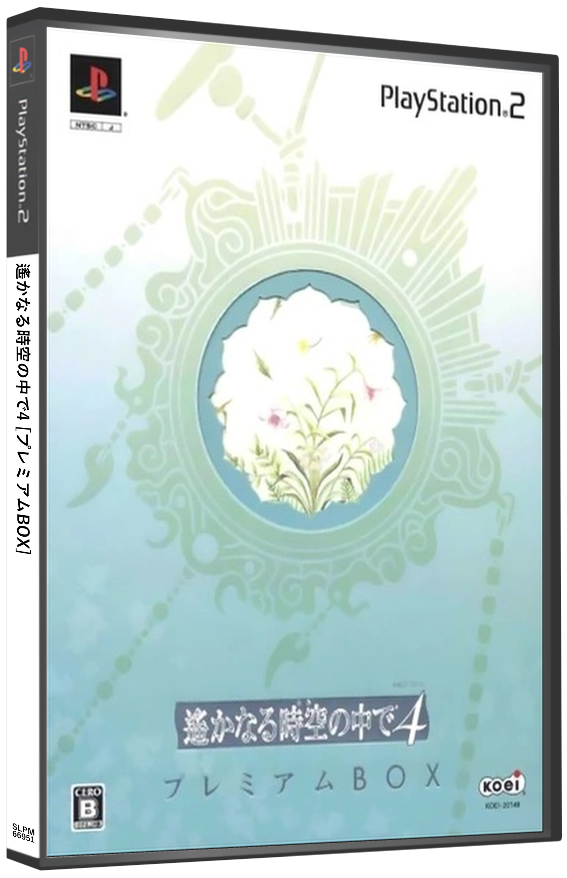 PlayStation.2
遙かなる時空の中で4 [プレミアムBOX]
SLPM
66951
NTSC J
PlayStation.2
遙かなる時空の中で4
プレミアムBOX
CERO
B
KOEI
KOEI-20148